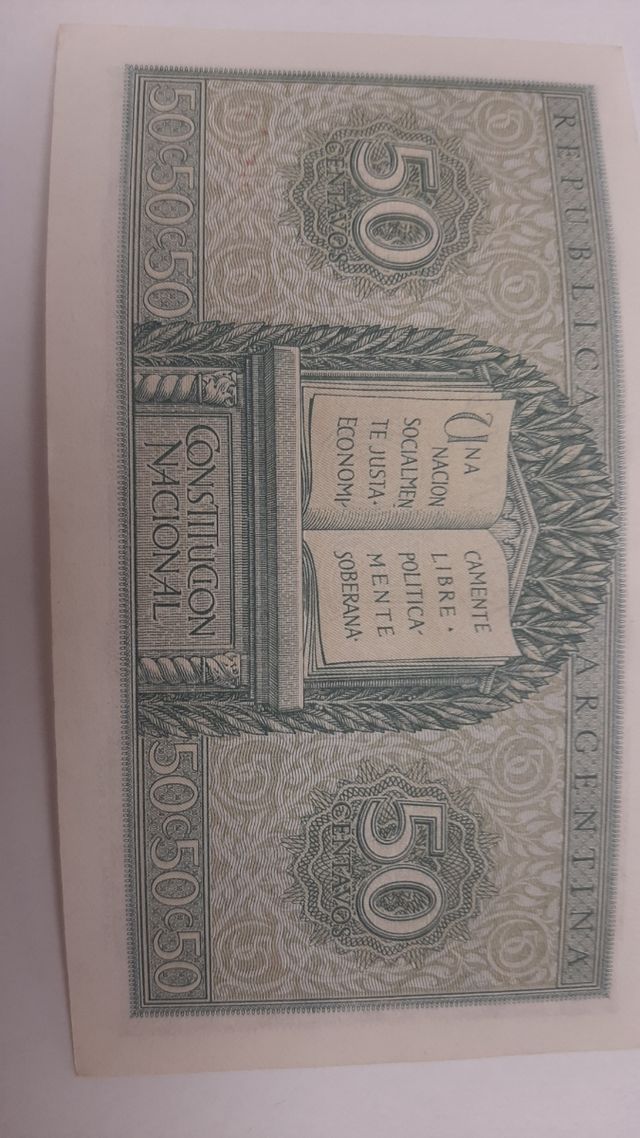 REPUBLICA ARGENTINA
50
CENTAVOS
50
CENTAVOS
UNA
NACION
SOCIALMEN
TE JUSTA·
ECONOMI-
CAMENTE
LIBRE·
POLITICA-
MENTE
SOBERANA·
50C50C50
CONSTITUCION
NACIONAL
50C50C50